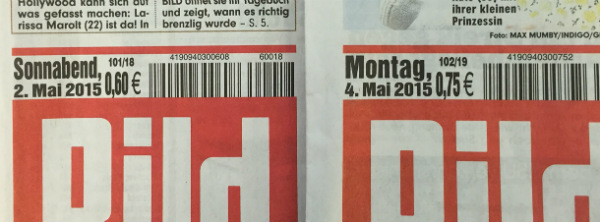 Hollywood kann sich auf
was gefasst machen: La-
rissa Marolt (22) ist da! In
BILD öffnet sie ihr Tagebuch
und zeigt, wann es richtig
brenzlig wurde – S. 5.
Sonnabend, 101/18
2. Mai 2015 0,60 €
4190940300608 60018
Bild
ihrer kleinen
Prinzessin
Foto: MAX MUMBY/INDIGO/G
Montag, 102/19
4. Mai 2015 0,75 €
4190940300752
Bild